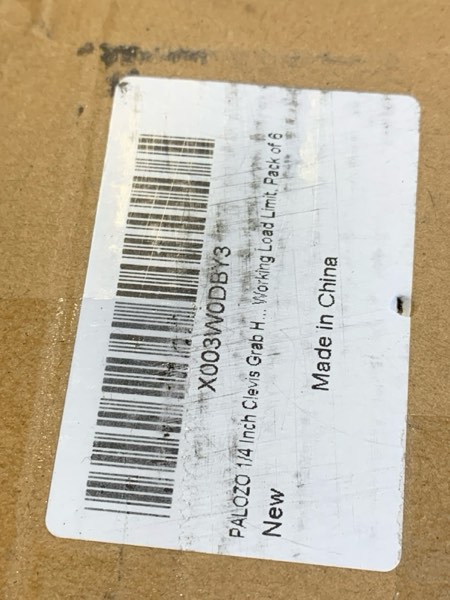 X003W0DBY3
PALOZO 1/4 Inch Clevis Grab H... Working Load Limit, Pack of 6
New
Made in China